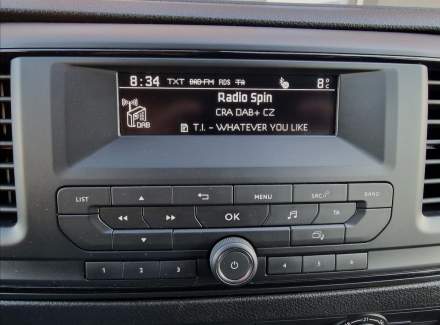 8:34 TXT DAB-FM RDS TA 8°C
Radio Spin
CRA DAB+ CZ
DAB
T.I. - WHATEVER YOU LIKE
LIST MENU SRC BAND
OK TA
1 2 3 4 5 6